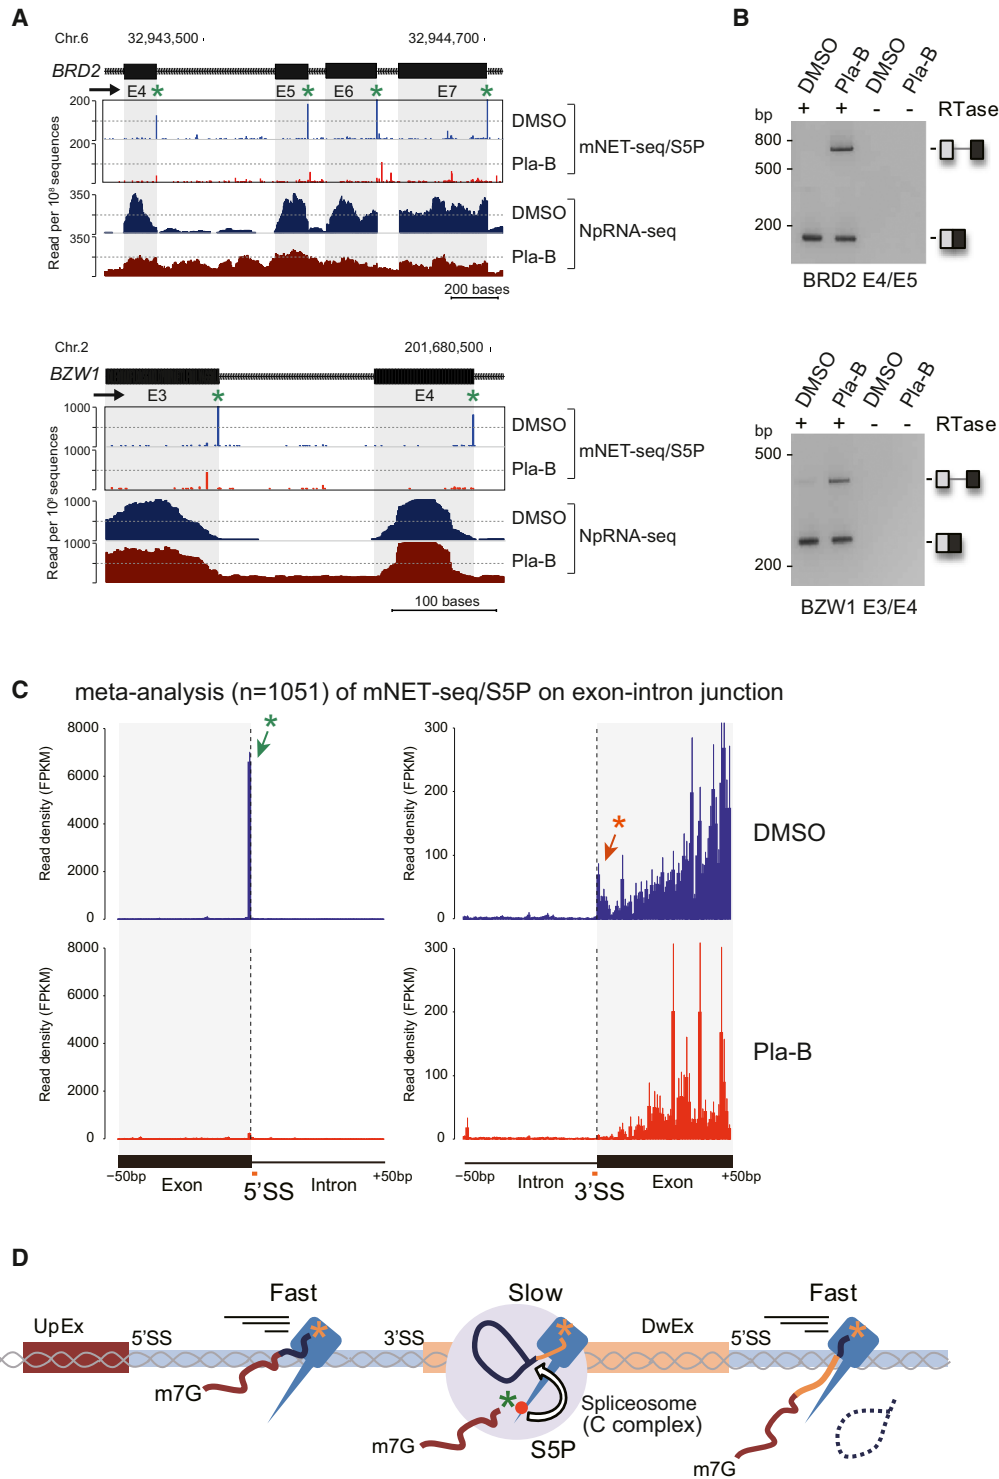 A
Chr.6 32,943,500 32,944,700
BRD2
E4 * E5 * E6 * E7 *
Read per 10⁸ sequences
200
DMSO
200
Pla-B
mNET-seq/S5P
350
DMSO
350
Pla-B
NpRNA-seq
200 bases
Chr.2 201,680,500
BZW1
E3 * E4 *
Read per 10⁸ sequences
1000
DMSO
1000
Pla-B
mNET-seq/S5P
1000
DMSO
1000
Pla-B
NpRNA-seq
100 bases
B
DMSO Pla-B DMSO Pla-B
+ + - - RTase
bp
800
500
200
BRD2 E4/E5
DMSO Pla-B DMSO Pla-B
+ + - - RTase
bp
500
200
BZW1 E3/E4
C
meta-analysis (n=1051) of mNET-seq/S5P on exon-intron junction
Read density (FPKM)
8000
6000
4000
2000
0
*
Read density (FPKM)
300
200
100
0
*
DMSO
Read density (FPKM)
8000
6000
4000
2000
0
Read density (FPKM)
300
200
100
0
Pla-B
−50bp Exon 5'SS Intron +50bp
−50bp Intron 3'SS Exon +50bp
D
Fast Slow Fast
UpEx 5'SS * 3'SS * DwEx 5'SS *
m7G
* Spliceosome
(C complex)
m7G S5P
m7G